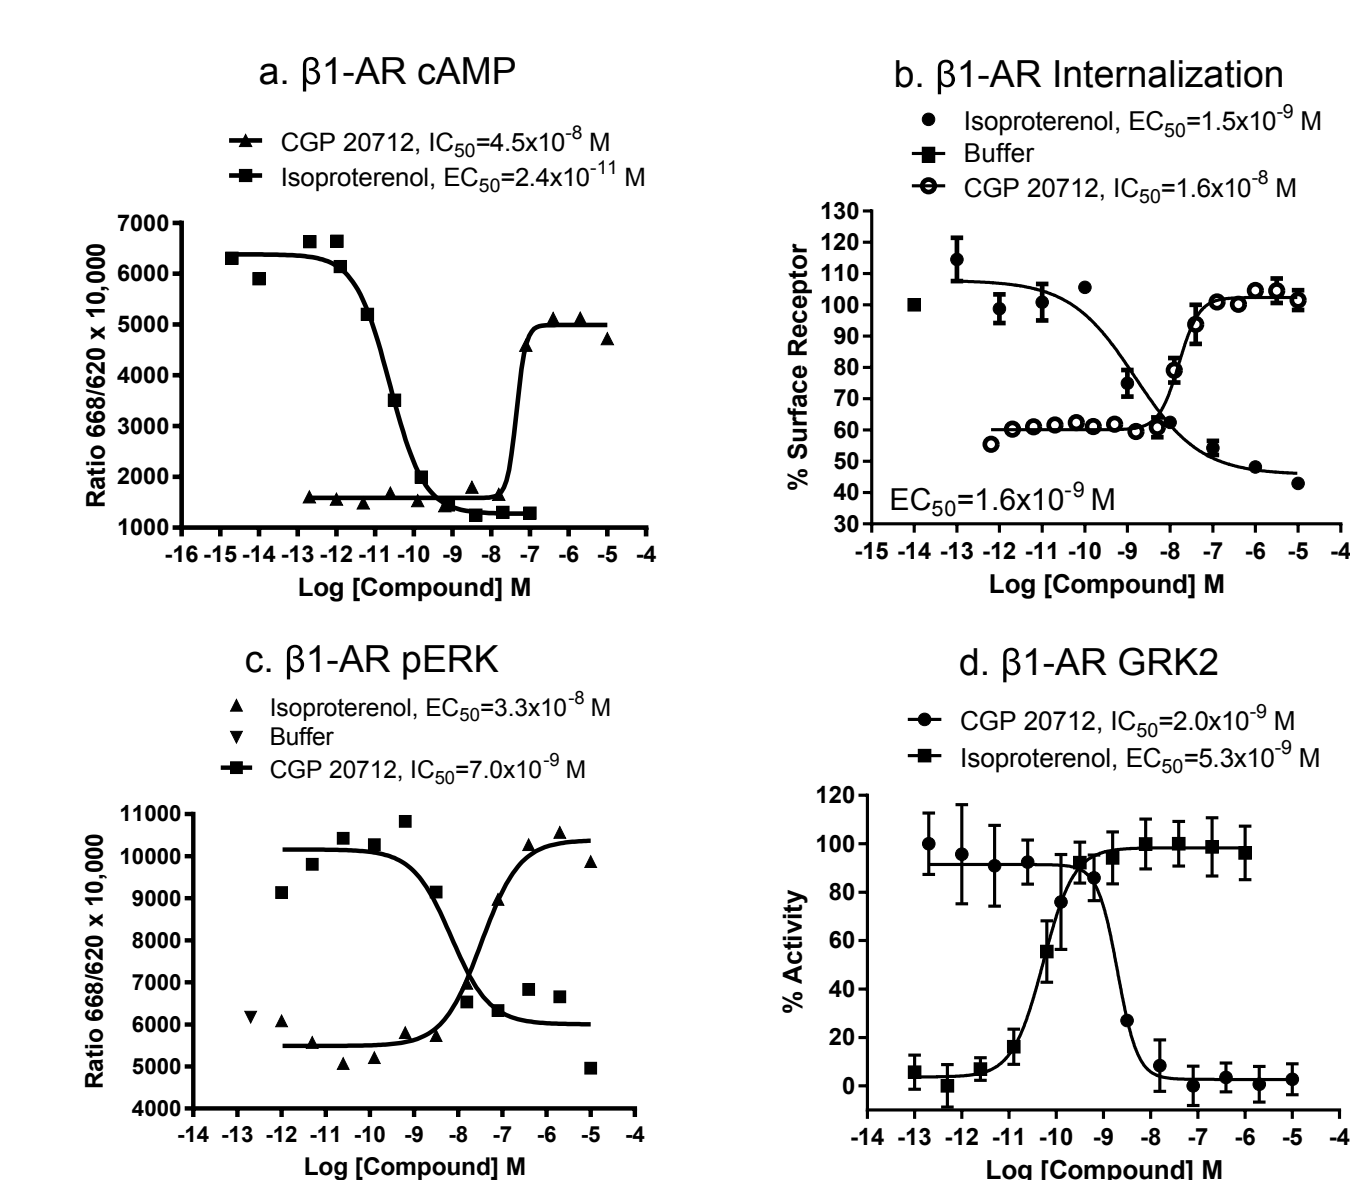 a. β1-AR cAMP
CGP 20712, IC50=4.5x10-8 M
Isoproterenol, EC50=2.4x10-11 M
7000
6000
5000
4000
3000
2000
1000
Ratio 668/620 x 10,000
-16 -15 -14 -13 -12 -11 -10 -9 -8 -7 -6 -5 -4
Log [Compound] M
b. β1-AR Internalization
Isoproterenol, EC50=1.5x10-9 M
Buffer
CGP 20712, IC50=1.6x10-8 M
130
120
110
100
90
80
70
60
50
40
30
% Surface Receptor
EC50=1.6x10-9 M
-15 -14 -13 -12 -11 -10 -9 -8 -7 -6 -5 -4
Log [Compound] M
c. β1-AR pERK
Isoproterenol, EC50=3.3x10-8 M
Buffer
CGP 20712, IC50=7.0x10-9 M
11000
10000
9000
8000
7000
6000
5000
4000
Ratio 668/620 x 10,000
-14 -13 -12 -11 -10 -9 -8 -7 -6 -5 -4
Log [Compound] M
d. β1-AR GRK2
CGP 20712, IC50=2.0x10-9 M
Isoproterenol, EC50=5.3x10-9 M
120
100
80
60
40
20
0
% Activity
-14 -13 -12 -11 -10 -9 -8 -7 -6 -5 -4
Log [Compound] M